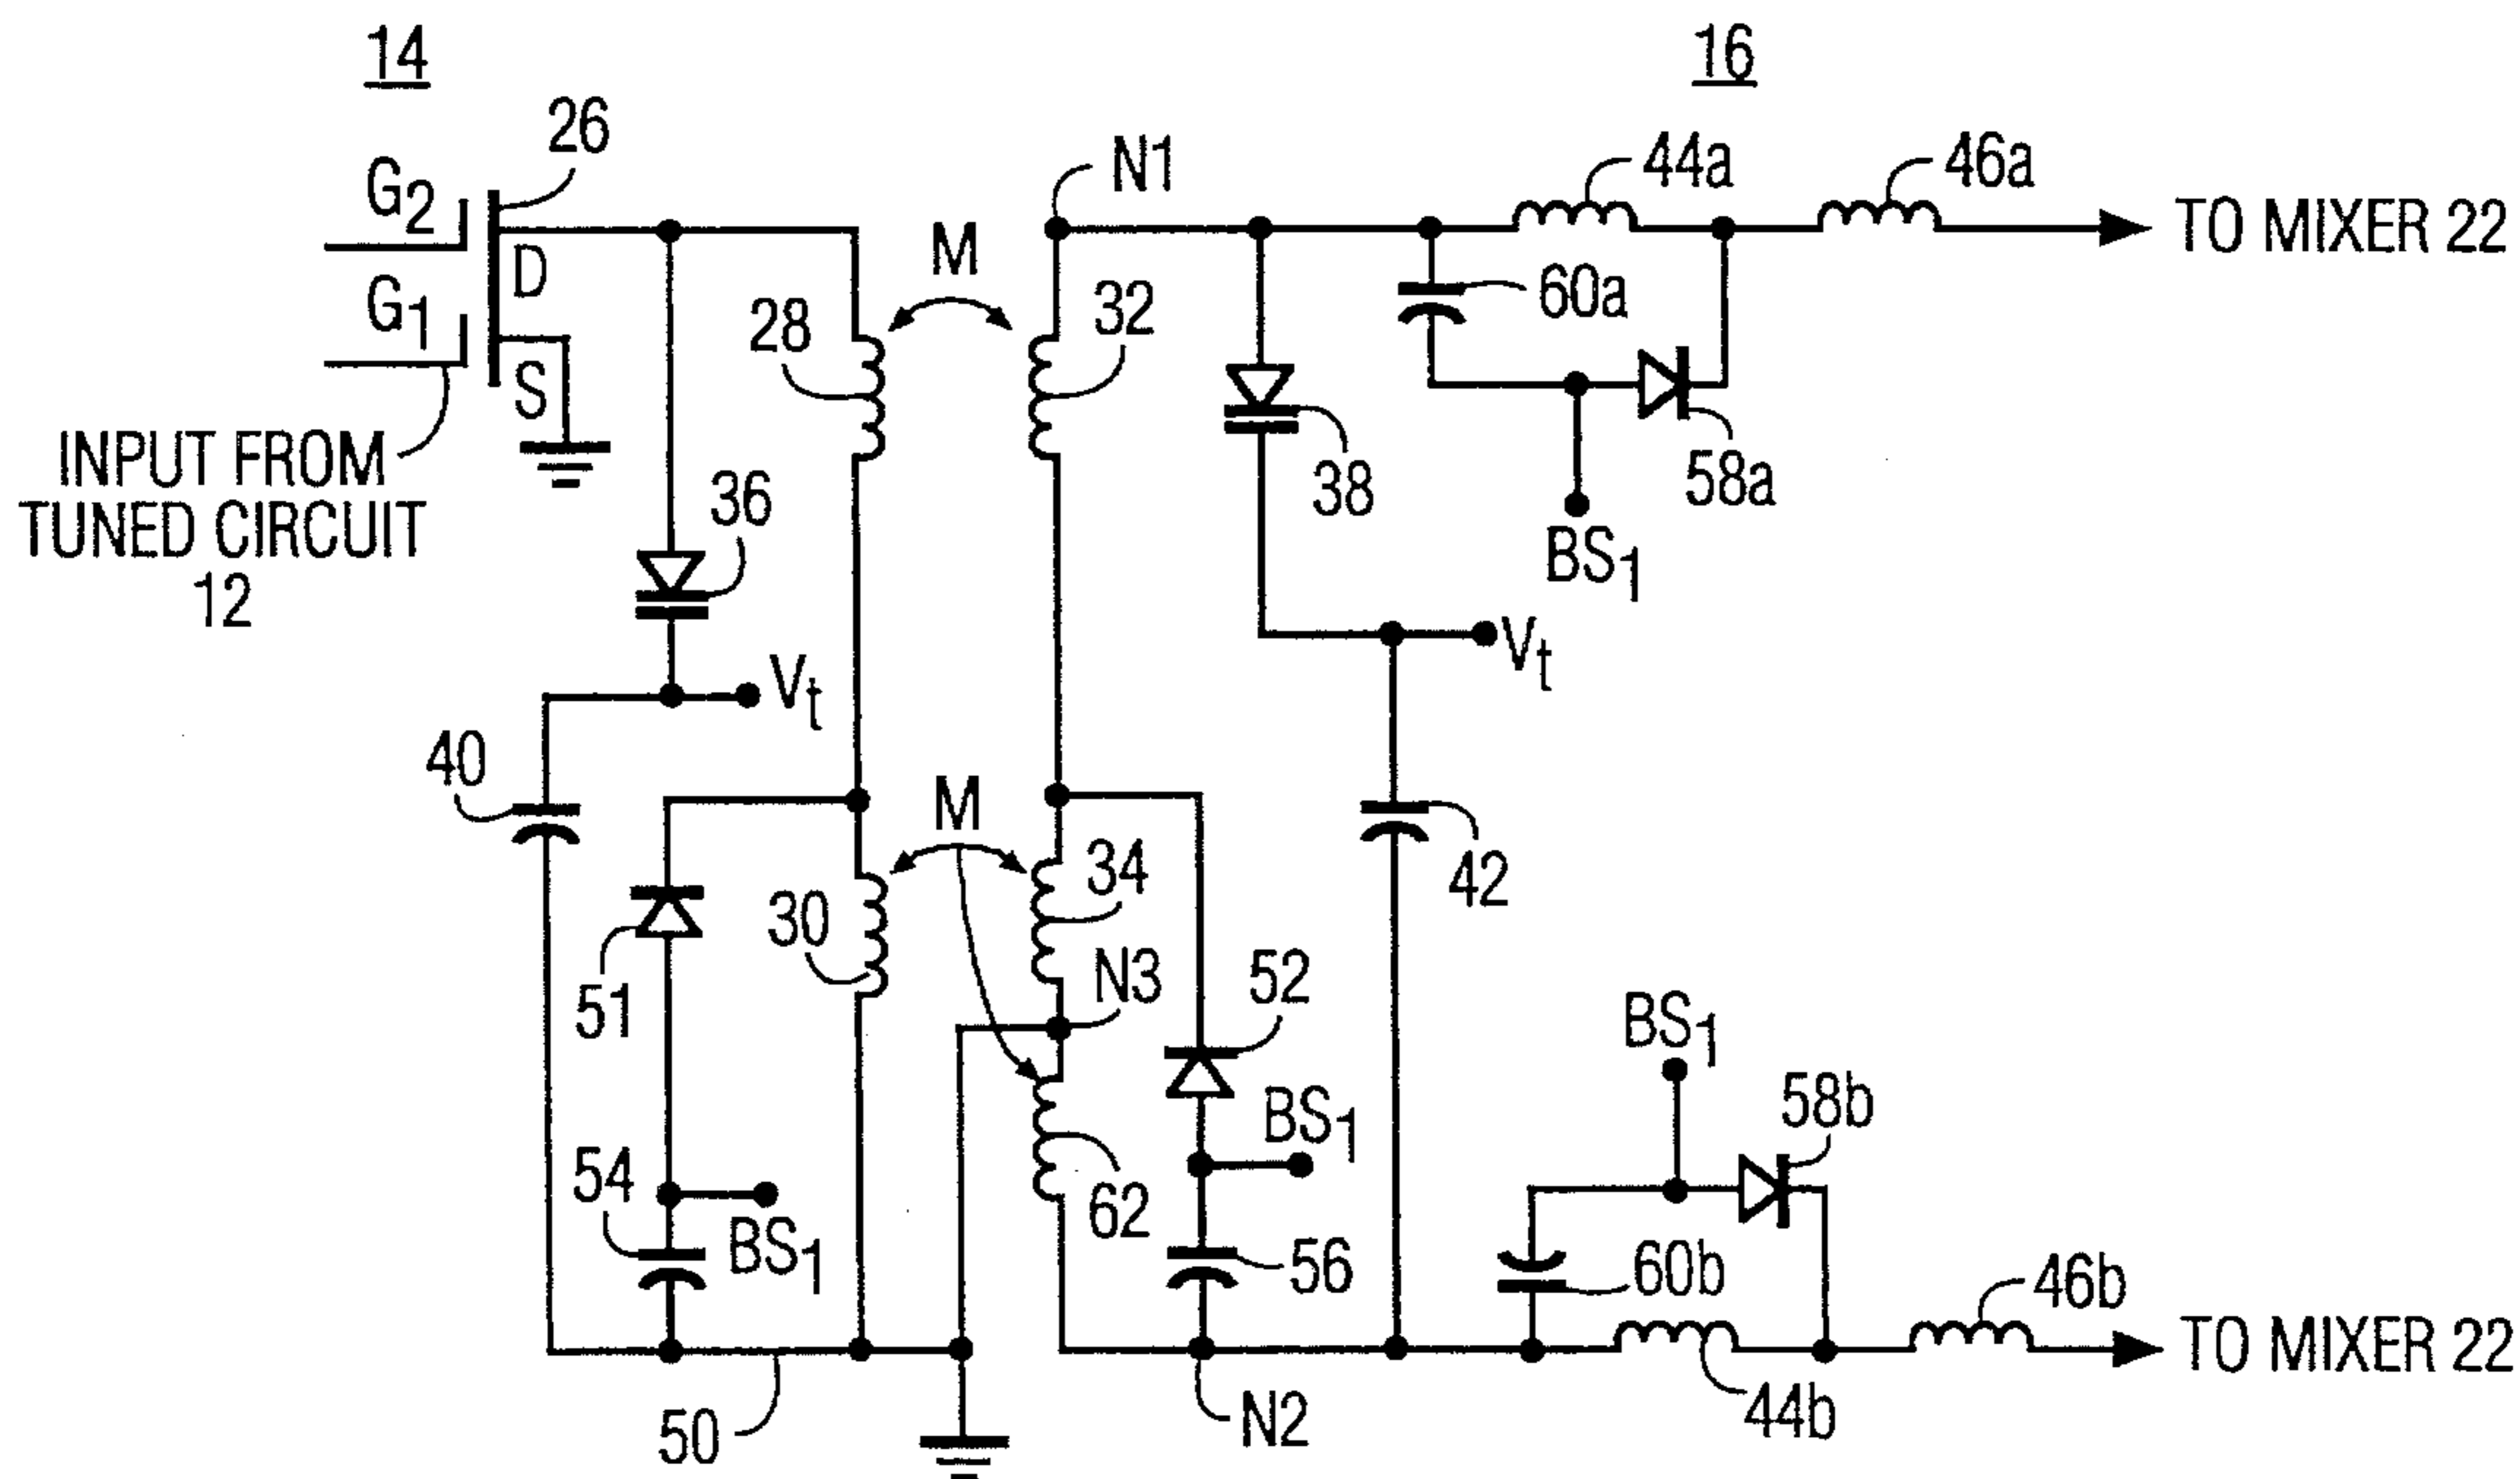 14
16
26
G2
N1
44a
46a
M
TO MIXER 22
D
G1
28
32
60a
S
INPUT FROM
TUNED CIRCUIT
12
36
38
58a
BS1
Vt
Vt
40
M
34
42
30
N3
52
51
BS1
58b
BS1
54
62
BS1
56
60b
46b
TO MIXER 22
50
N2
44b